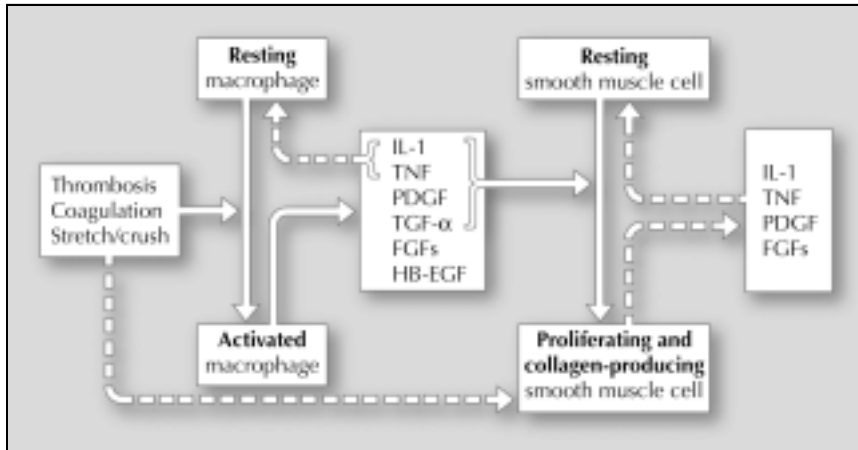 Resting
macrophage
Resting
smooth muscle cell
Thrombosis
Coagulation
Stretch/crush
IL-1
TNF
PDGF
TGF-α
FGFs
HB-EGF
IL-1
TNF
PDGF
FGFs
Activated
macrophage
Proliferating and
collagen-producing
smooth muscle cell